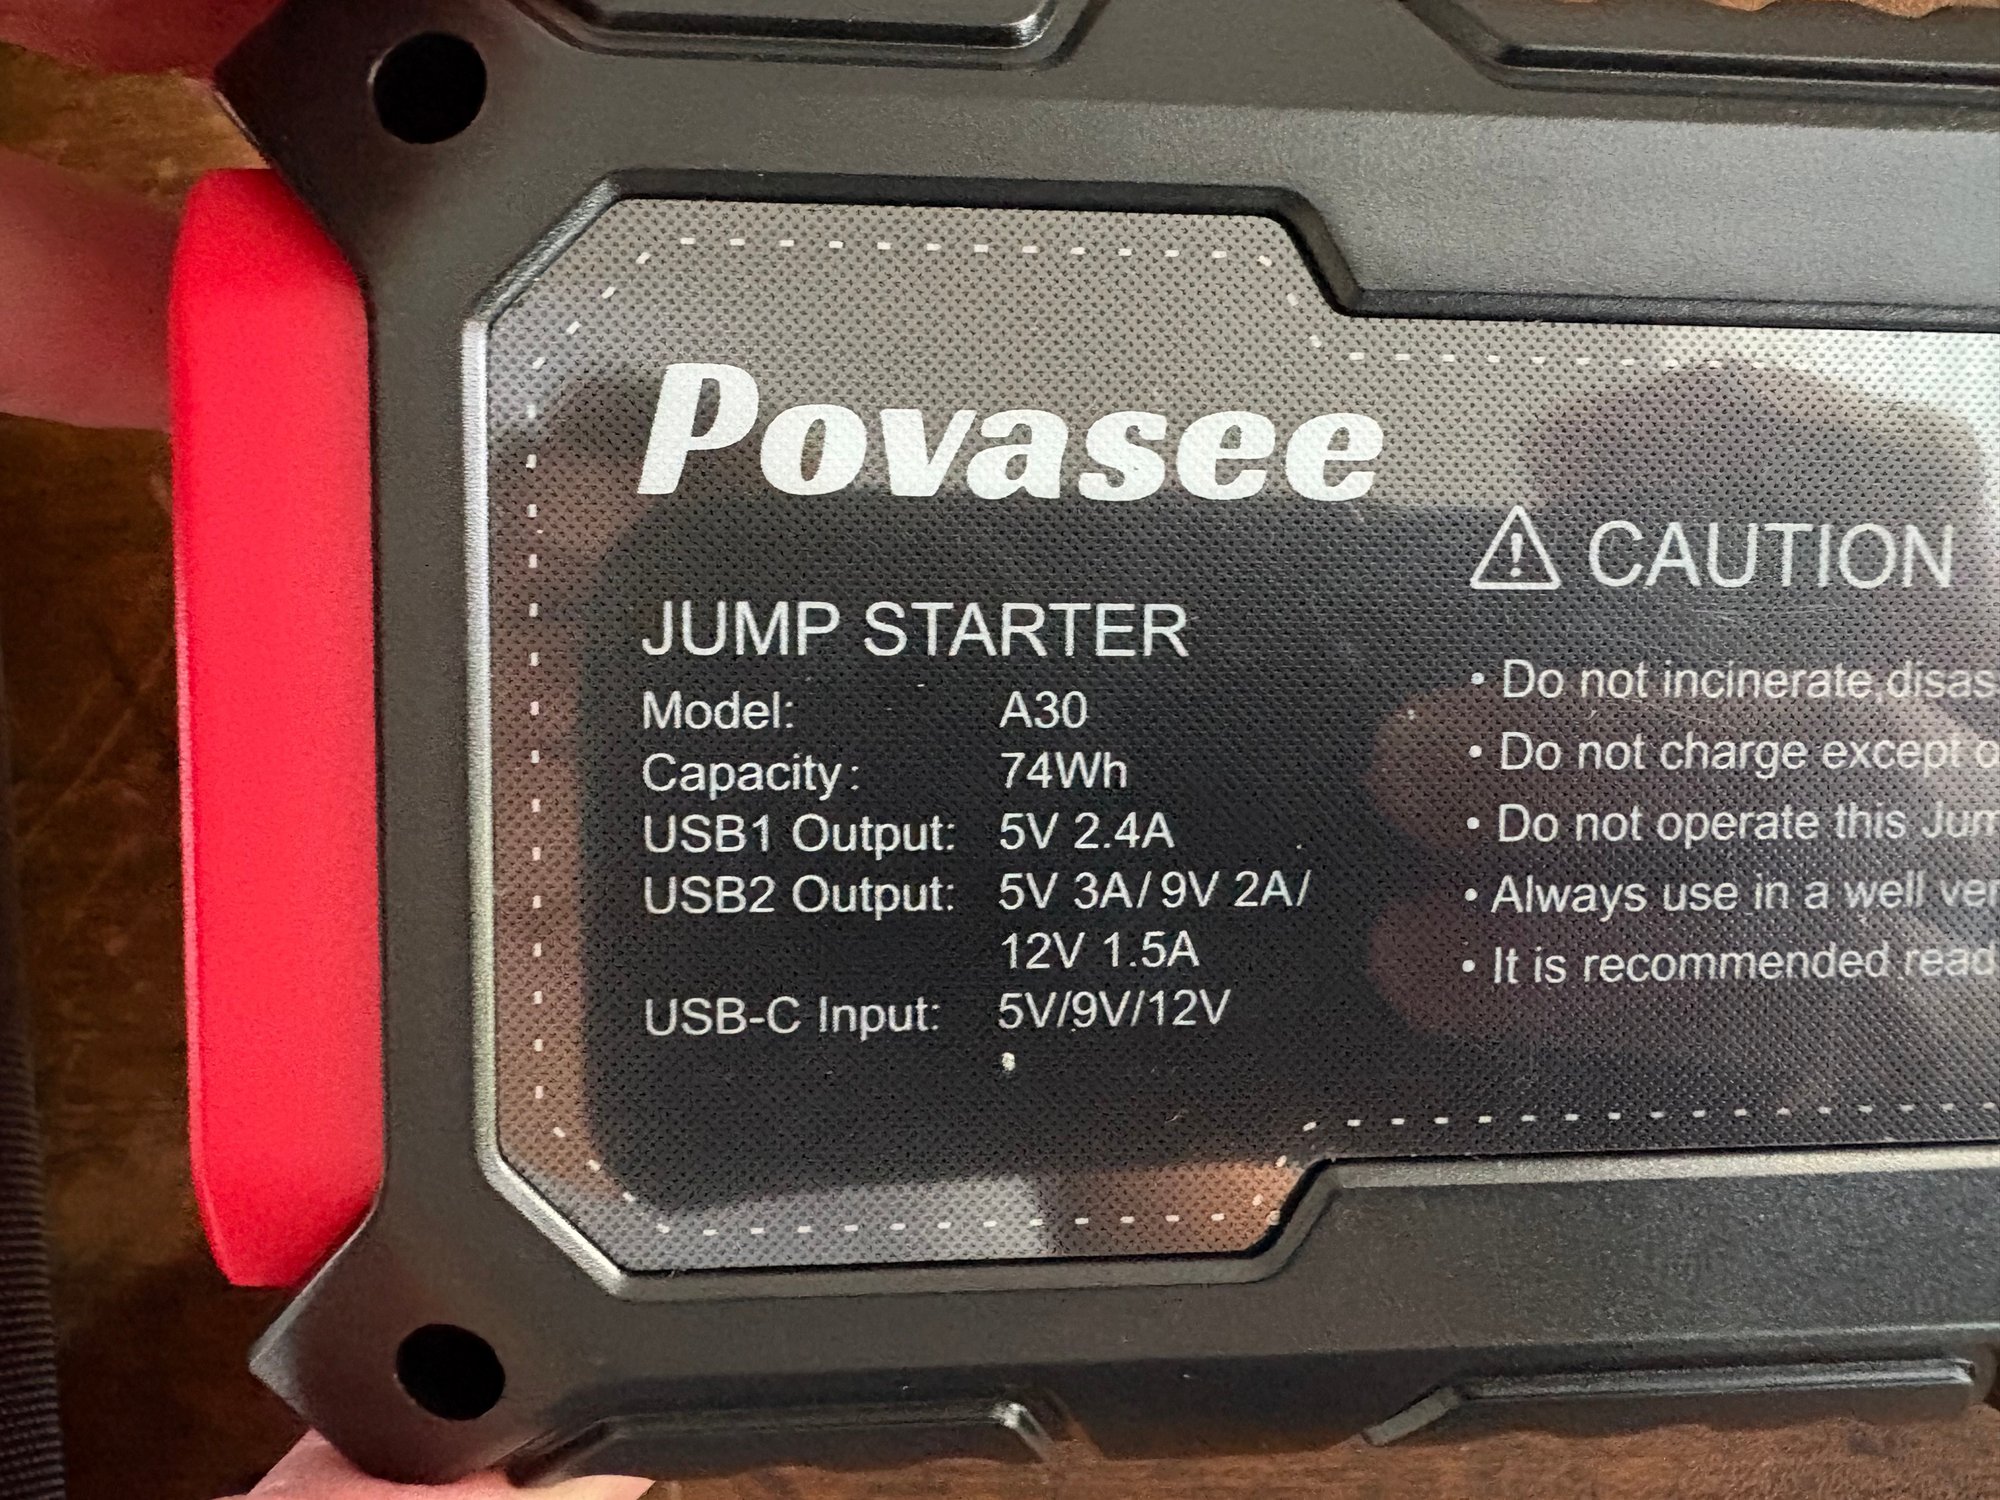 Povasee
JUMP STARTER
Model: A30
Capacity: 74Wh
USB1 Output: 5V 2.4A
USB2 Output: 5V 3A/9V 2A/
12V 1.5A
USB-C Input: 5V/9V/12V
CAUTION
• Do not incinerate,disas
• Do not charge except o
• Do not operate this Jum
• Always use in a well ven
• It is recommended read